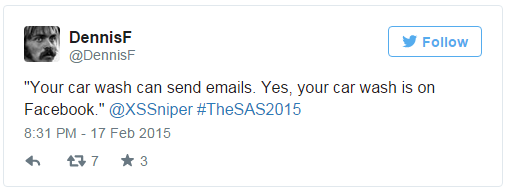 DennisF
@DennisF
Follow
"Your car wash can send emails. Yes, your car wash is on
Facebook." @XSSniper #TheSAS2015
8:31 PM - 17 Feb 2015
7 3